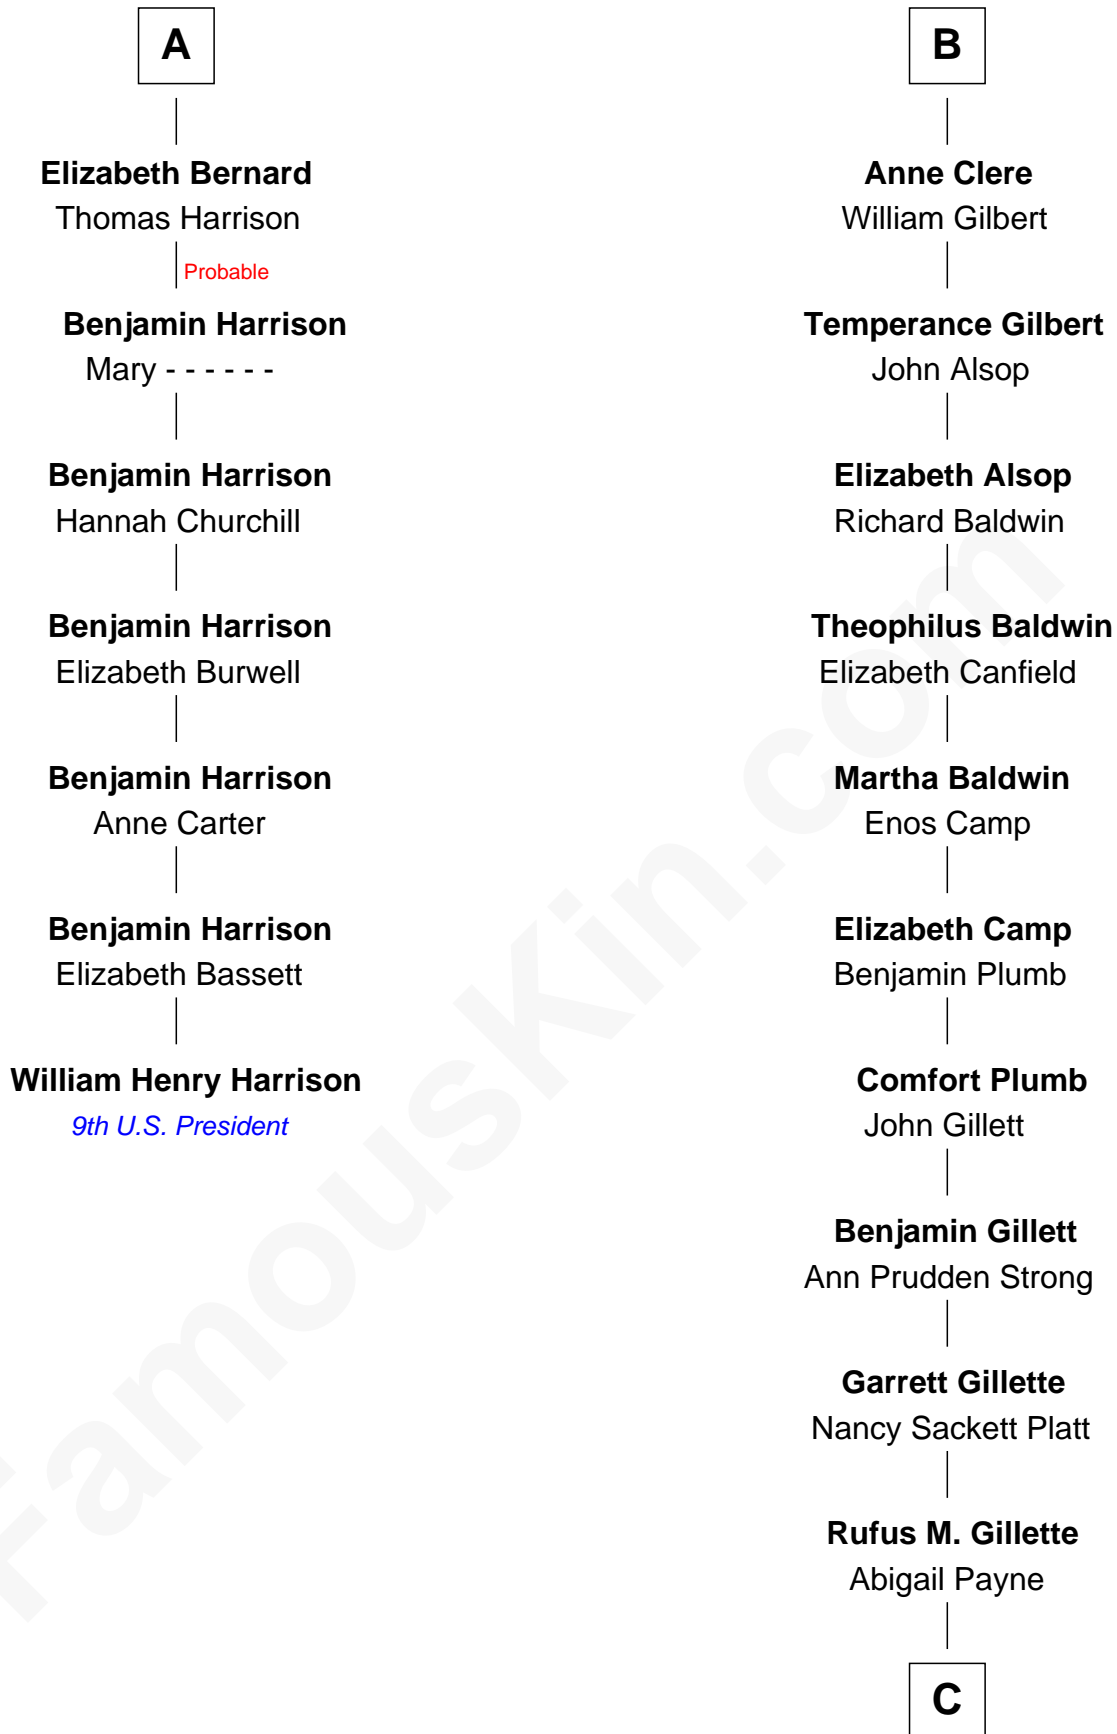 A
Elizabeth Bernard
Thomas Harrison
Probable
Benjamin Harrison
Mary - - - - - -
Benjamin Harrison
Hannah Churchill
Benjamin Harrison
Elizabeth Burwell
Benjamin Harrison
Anne Carter
Benjamin Harrison
Elizabeth Bassett
William Henry Harrison
9th U.S. President
B
Anne Clere
William Gilbert
Temperance Gilbert
John Alsop
Elizabeth Alsop
Richard Baldwin
Theophilus Baldwin
Elizabeth Canfield
Martha Baldwin
Enos Camp
Elizabeth Camp
Benjamin Plumb
Comfort Plumb
John Gillett
Benjamin Gillett
Ann Prudden Strong
Garrett Gillette
Nancy Sackett Platt
Rufus M. Gillette
Abigail Payne
C
FamousKin.com